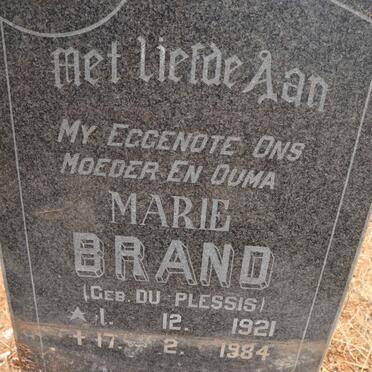 Met liefde Aan
My Eggenote Ons
Moeder En Ouma
MARIE
BRAND
(GEB. DU PLESSIS)
* 1. 12. 1921
+ 17. 2. 1984